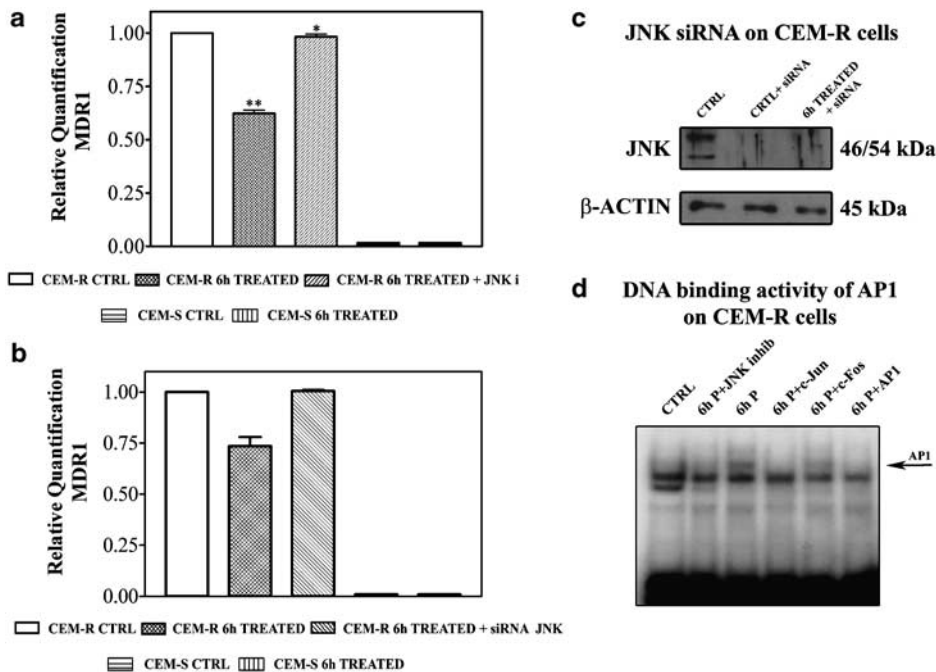 a
Relative Quantification
MDR1
1.00
0.75
0.50
0.25
0.00
**
*
CEM-R CTRL CEM-R 6h TREATED CEM-R 6h TREATED + JNK i
CEM-S CTRL CEM-S 6h TREATED
b
Relative Quantification
MDR1
1.00
0.75
0.50
0.25
0.00
CEM-R CTRL CEM-R 6h TREATED CEM-R 6h TREATED + siRNA JNK
CEM-S CTRL CEM-S 6h TREATED
c
JNK siRNA on CEM-R cells
CTRL
CRTL+ siRNA
6h TREATED
+ siRNA
JNK 46/54 kDa
β-ACTIN 45 kDa
d
DNA binding activity of AP1
on CEM-R cells
CTRL
6h P+JNK inhib
6h P
6h P+c-Jun
6h P+c-Fos
6h P+AP1
AP1